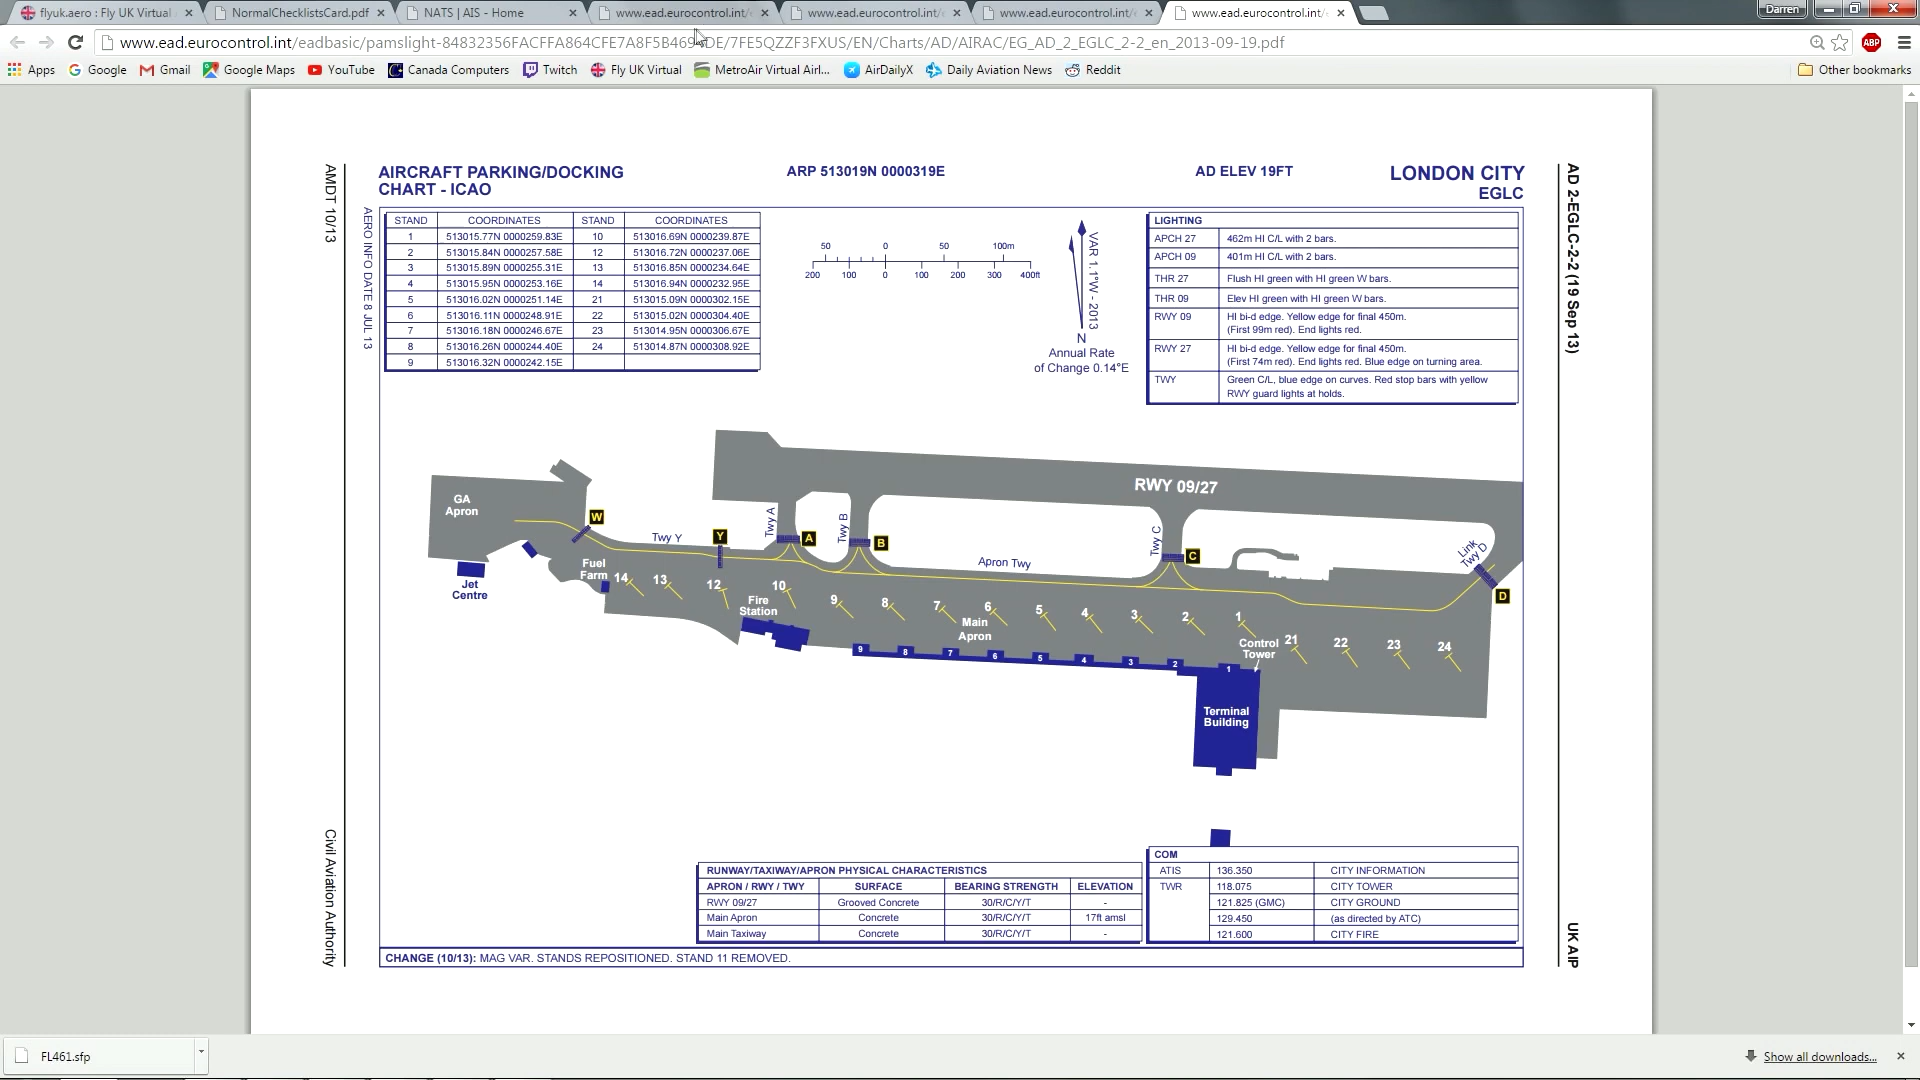 flyuk.aero : Fly UK Virtual
NormalChecklistsCard.pdf
NATS | AIS - Home
www.ead.eurocontrol.int/
www.ead.eurocontrol.int/
www.ead.eurocontrol.int/
www.ead.eurocontrol.int/
Darren
Apps
Google
Gmail
Google Maps
YouTube
Canada Computers
Twitch
Fly UK Virtual
MetroAir Virtual Airl...
AirDailyX
Daily Aviation News
Reddit
Other bookmarks
ABP
AMDT 10/13
AERO INFO DATE 8 JUL 13
Civil Aviation Authority
AIRCRAFT PARKING/DOCKING
CHART - ICAO
ARP 513019N 0000319E
AD ELEV 19FT
LONDON CITY
EGLC
AD 2-EGLC-2-2 (19 Sep 13)
UK AIP
STAND COORDINATES STAND COORDINATES
1 513015.77N 0000259.83E 10 513016.69N 0000239.87E
2 513015.84N 0000257.58E 12 513016.72N 0000237.06E
3 513015.89N 0000255.31E 13 513016.85N 0000234.64E
4 513015.95N 0000253.16E 14 513016.94N 0000232.95E
5 513016.02N 0000251.14E 21 513015.09N 0000302.15E
6 513016.11N 0000248.91E 22 513015.02N 0000304.40E
7 513016.18N 0000246.67E 23 513014.95N 0000306.67E
8 513016.26N 0000244.40E 24 513014.87N 0000308.92E
9 513016.32N 0000242.15E
50 0 50 100m
200 100 0 100 200 300 400ft
VAR 1.1°W - 2013
N
Annual Rate
of Change 0.14°E
LIGHTING
APCH 27 462m HI C/L with 2 bars.
APCH 09 401m HI C/L with 2 bars.
THR 27 Flush HI green with HI green W bars.
THR 09 Elev HI green with HI green W bars.
RWY 09 HI bi-d edge. Yellow edge for final 450m.
(First 99m red). End lights red.
RWY 27 HI bi-d edge. Yellow edge for final 450m.
(First 74m red). End lights red. Blue edge on turning area.
TWY Green C/L, blue edge on curves. Red stop bars with yellow
RWY guard lights at holds.
RWY 09/27
GA
Apron
W
Twy Y
Y
Twy A
A
Twy B
B
Apron Twy
Twy C
C
Link
Twy D
D
Jet
Centre
Fuel
Farm
14
13
12
10
Fire
Station
9
8
7
6
5
4
3
2
1
Main
Apron
Control
Tower
21
22
23
24
9 8 7 6 5 4 3 2 1
Terminal
Building
RUNWAY/TAXIWAY/APRON PHYSICAL CHARACTERISTICS
APRON / RWY / TWY SURFACE BEARING STRENGTH ELEVATION
RWY 09/27 Grooved Concrete 30/R/C/Y/T -
Main Apron Concrete 30/R/C/Y/T 17ft amsl
Main Taxiway Concrete 30/R/C/Y/T -
COM
ATIS 136.350 CITY INFORMATION
TWR 118.075 CITY TOWER
121.825 (GMC) CITY GROUND
129.450 (as directed by ATC)
121.600 CITY FIRE
CHANGE (10/13): MAG VAR. STANDS REPOSITIONED. STAND 11 REMOVED.
FL461.sfp
Show all downloads...